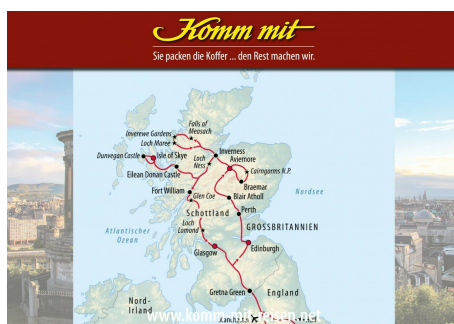 Komm mit
Sie packen die Koffer ... den Rest machen wir.
Falls of
Measach
Inverewe Gardens
Loch Maree
Inverness
Dunvegan Castle
Isle of Skye
Loch
Ness
Aviemore
Cairngorms N.P.
Eilean Donan Castle
Braemar
Fort William
Glen Coe
Blair Atholl
Nordsee
Schottland
Perth
Loch
Lomond
GROSSBRITANNIEN
Atlantischer
Ozean
Edinburgh
Glasgow
Gretna Green
England
Nord-
Irland
www.komm-mit-reisen.net